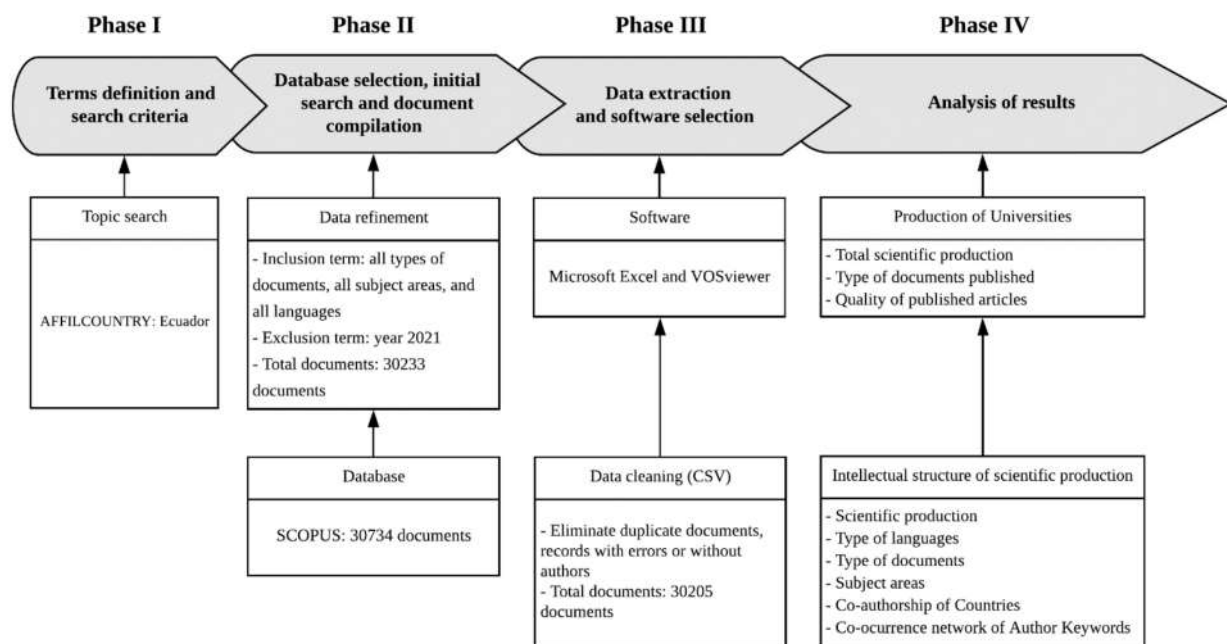 Phase I
Phase II
Phase III
Phase IV
Terms definition and
search criteria
Database selection, initial
search and document
compilation
Data extraction
and software selection
Analysis of results
Topic search
AFFILCOUNTRY: Ecuador
Data refinement
- Inclusion term: all types of
documents, all subject areas, and
all languages
- Exclusion term: year 2021
- Total documents: 30233
documents
Database
SCOPUS: 30734 documents
Software
Microsoft Excel and VOSviewer
Data cleaning (CSV)
- Eliminate duplicate documents,
records with errors or without
authors
- Total documents: 30205
documents
Production of Universities
- Total scientific production
- Type of documents published
- Quality of published articles
Intellectual structure of scientific production
- Scientific production
- Type of languages
- Type of documents
- Subject areas
- Co-authorship of Countries
- Co-ocurrence network of Author Keywords